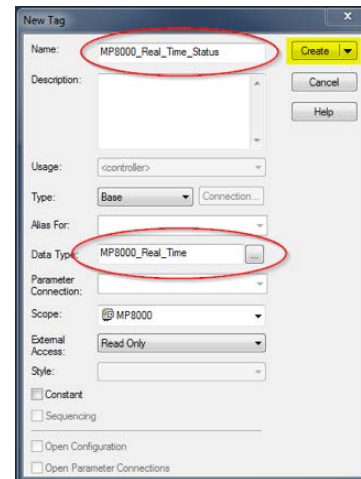 New Tag
x
Name: MP8000_Real_Time_Status Create
Description: Cancel
Help
Usage: <controller>
Type: Base Connection...
Alias For:
Data Type: MP8000_Real_Time ...
Parameter
Connection:
Scope: MP8000
External
Access: Read Only
Style:
Constant
Sequencing
Open Configuration
Open Parameter Connections